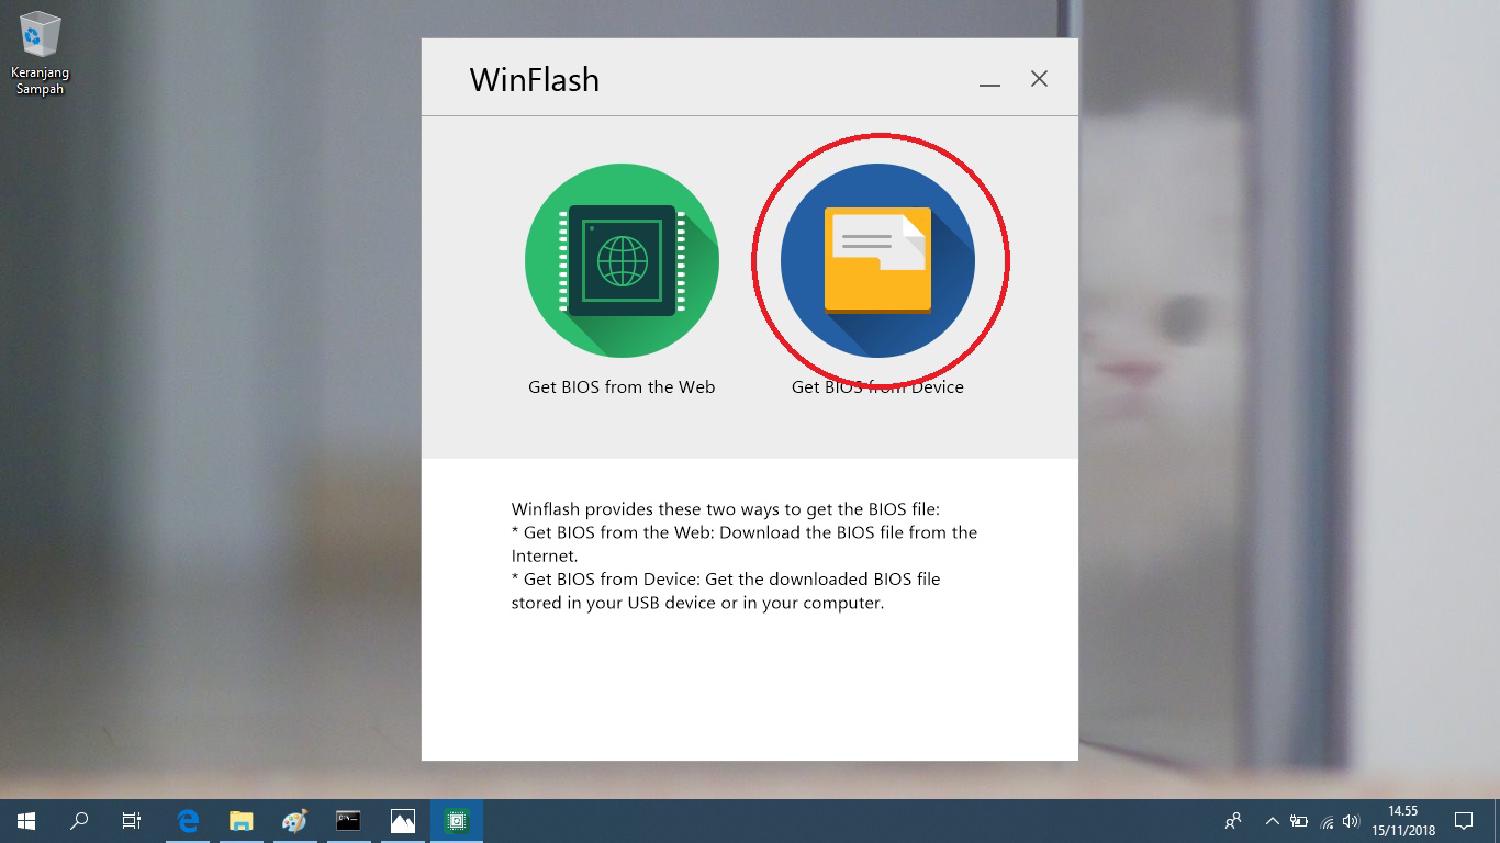 Keranjang
Sampah
WinFlash
Get BIOS from the Web
Get BIOS from Device
Winflash provides these two ways to get the BIOS file:
* Get BIOS from the Web: Download the BIOS file from the
Internet.
* Get BIOS from Device: Get the downloaded BIOS file
stored in your USB device or in your computer.
14.55
15/11/2018